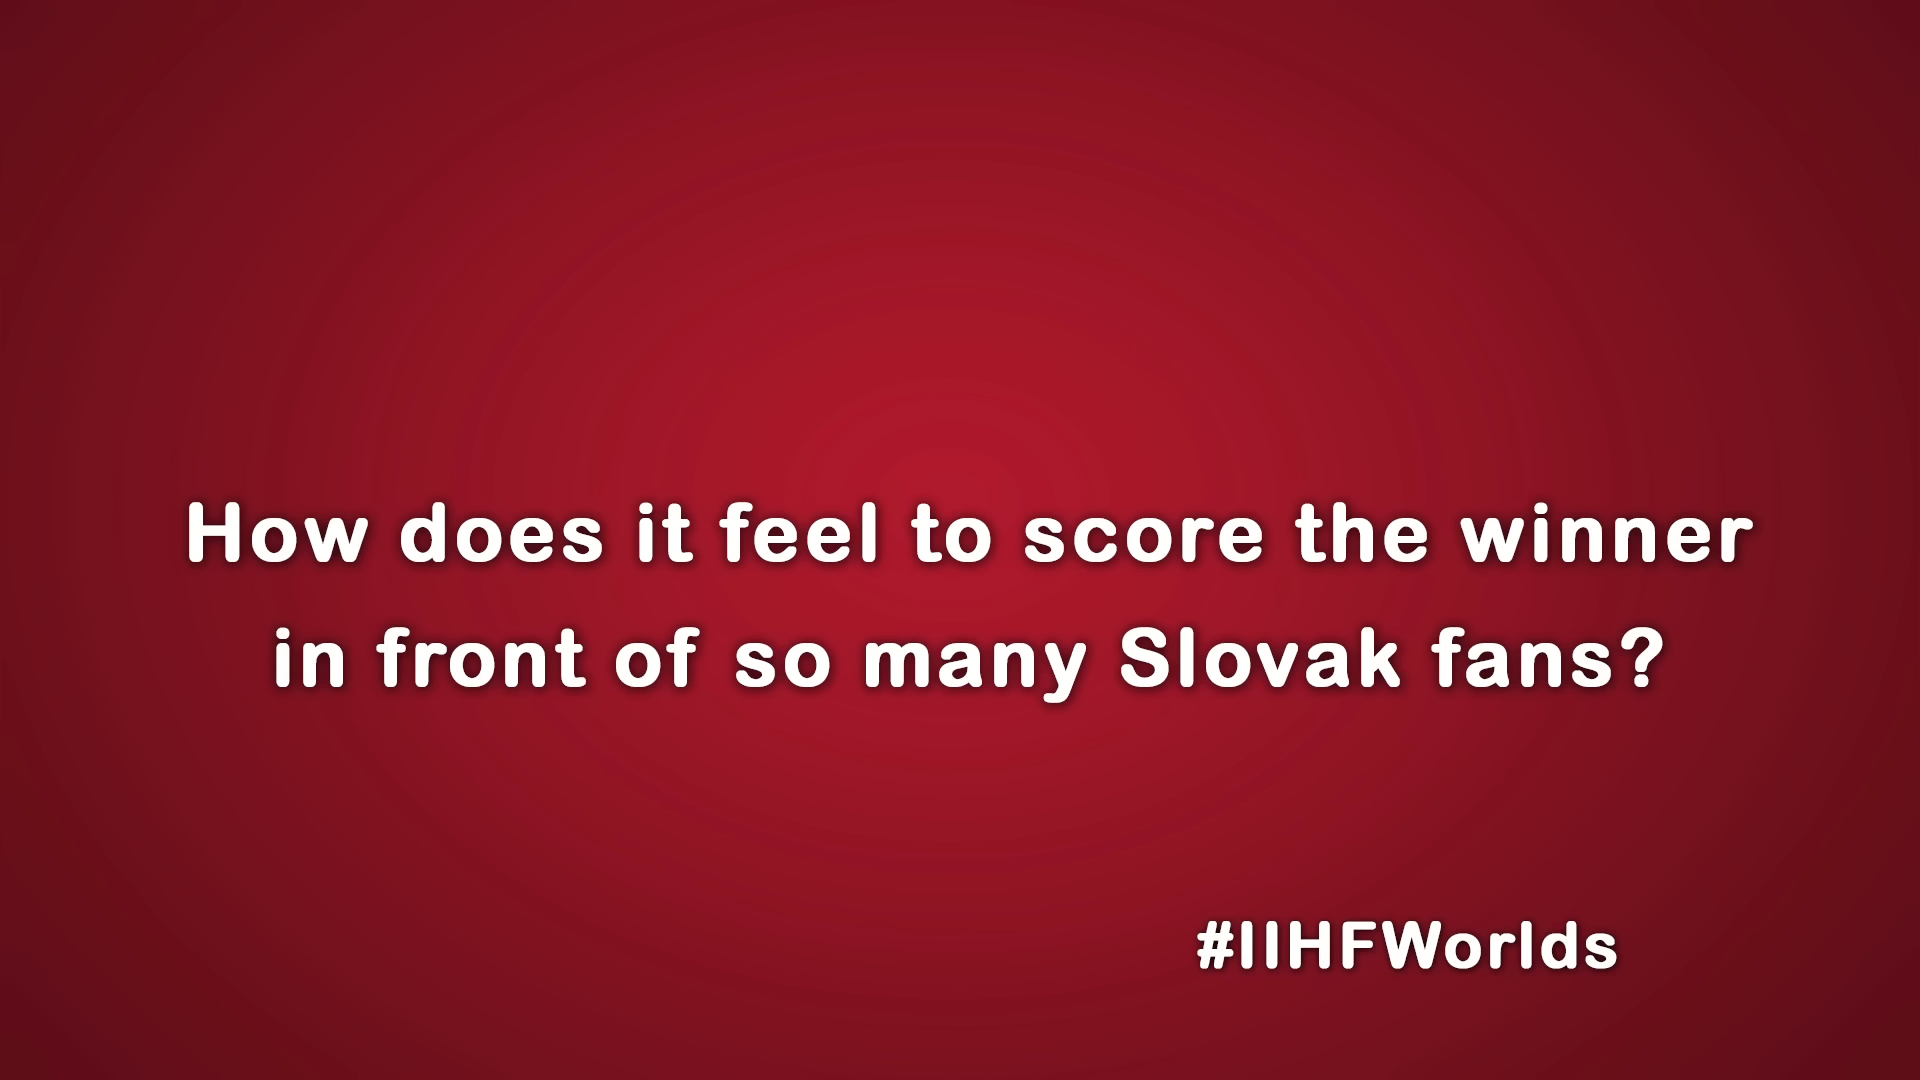 How does it feel to score the winner
in front of so many Slovak fans?
#IIHFWorlds